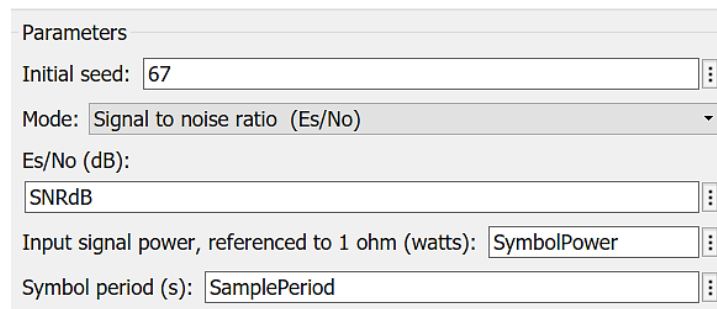 Parameters
Initial seed: 67
Mode: Signal to noise ratio (Es/No)
Es/No (dB):
SNRdB
Input signal power, referenced to 1 ohm (watts): SymbolPower
Symbol period (s): SamplePeriod